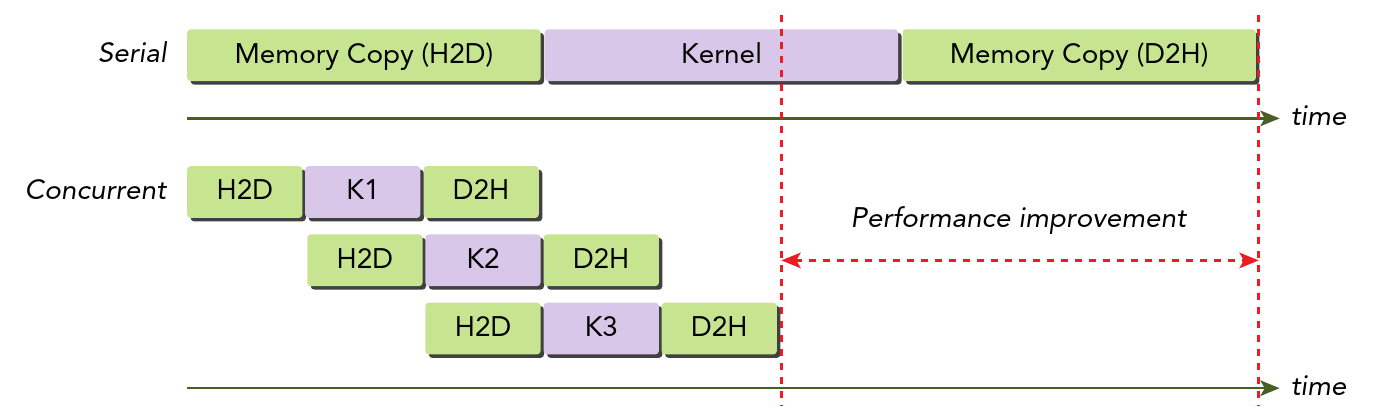 Serial
Memory Copy (H2D) Kernel Memory Copy (D2H)
time
Concurrent
H2D K1 D2H
Performance improvement
H2D K2 D2H
H2D K3 D2H
time